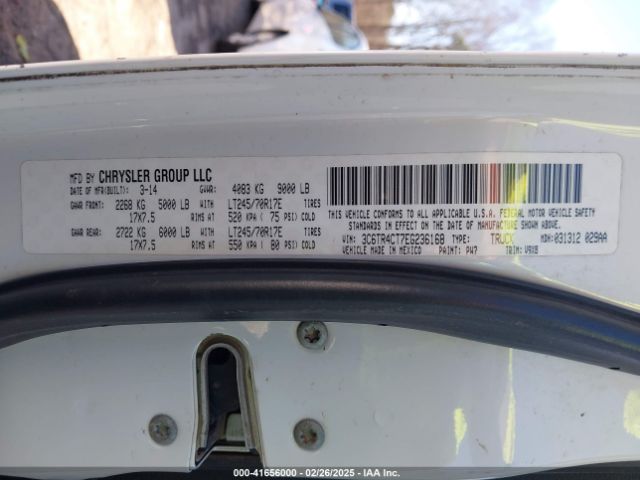 MFD BY CHRYSLER GROUP LLC
DATE OF MFR(BUILT): 3-14 GVWR: 4083 KG 9000 LB
GAWR FRONT: 2268 KG 5000 LB WITH LT245/70R17E TIRES
17X7.5 RIMS AT 520 KPA ( 75 PSI) COLD
GAWR REAR: 2722 KG 6000 LB WITH LT245/70R17E TIRES
17X7.5 RIMS AT 550 KPA ( 80 PSI) COLD
THIS VEHICLE CONFORMS TO ALL APPLICABLE U.S.A. FEDERAL MOTOR VEHICLE SAFETY
STANDARDS IN EFFECT ON THE DATE OF MANUFACTURE SHOWN ABOVE.
VIN: 3C6TR4CT7EG236168 TYPE: TRUCK MDH: 031312 029AA
VEHICLE MADE IN MEXICO PAINT: PW7 TRIM: V9X8
000-41656000 - 02/26/2025 - IAA Inc.